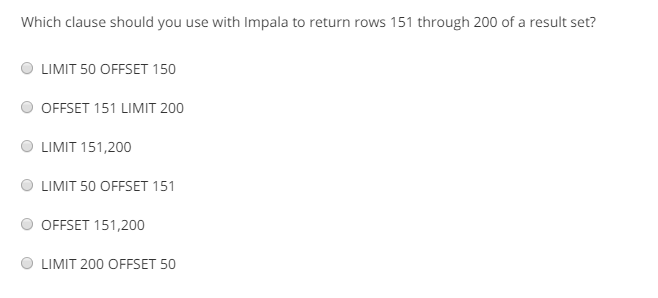 Which clause should you use with Impala to return rows 151 through 200 of a result set?
LIMIT 50 OFFSET 150
OFFSET 151 LIMIT 200
LIMIT 151,200
LIMIT 50 OFFSET 151
OFFSET 151,200
LIMIT 200 OFFSET 50